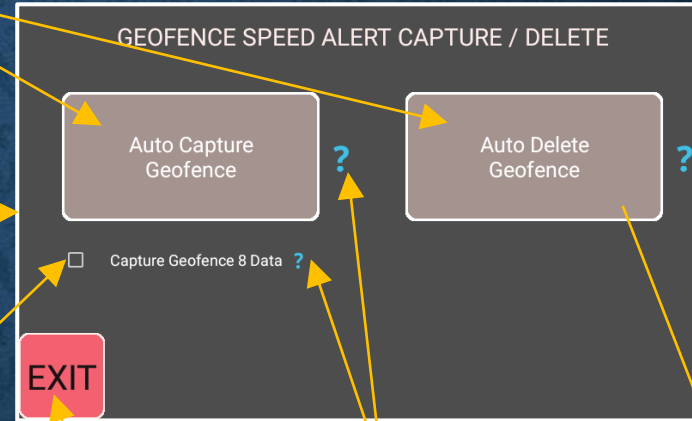 GEOFENCE SPEED ALERT CAPTURE / DELETE
Auto Capture
Geofence
?
Auto Delete
Geofence
?
Capture Geofence 8 Data ?
EXIT